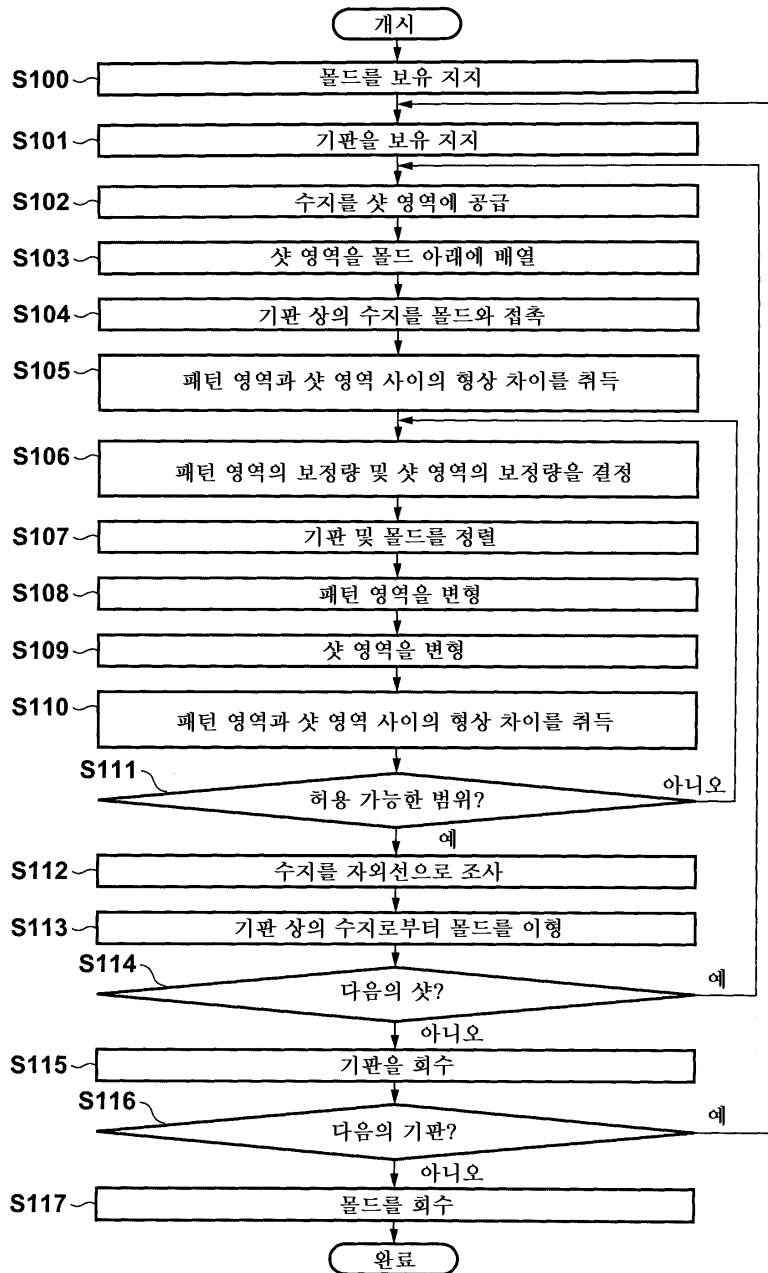 개시
S100
몰드를 보유 지지
S101
기판을 보유 지지
S102
수지를 샷 영역에 공급
S103
샷 영역을 몰드 아래에 배열
S104
기판 상의 수지를 몰드와 접촉
S105
패턴 영역과 샷 영역 사이의 형상 차이를 취득
S106
패턴 영역의 보정량 및 샷 영역의 보정량을 결정
S107
기판 및 몰드를 정렬
S108
패턴 영역을 변형
S109
샷 영역을 변형
S110
패턴 영역과 샷 영역 사이의 형상 차이를 취득
S111
허용 가능한 범위?
아니오
예
S112
수지를 자외선으로 조사
S113
기판 상의 수지로부터 몰드를 이형
S114
다음의 샷?
예
아니오
S115
기판을 회수
S116
다음의 기판?
예
아니오
S117
몰드를 회수
완료